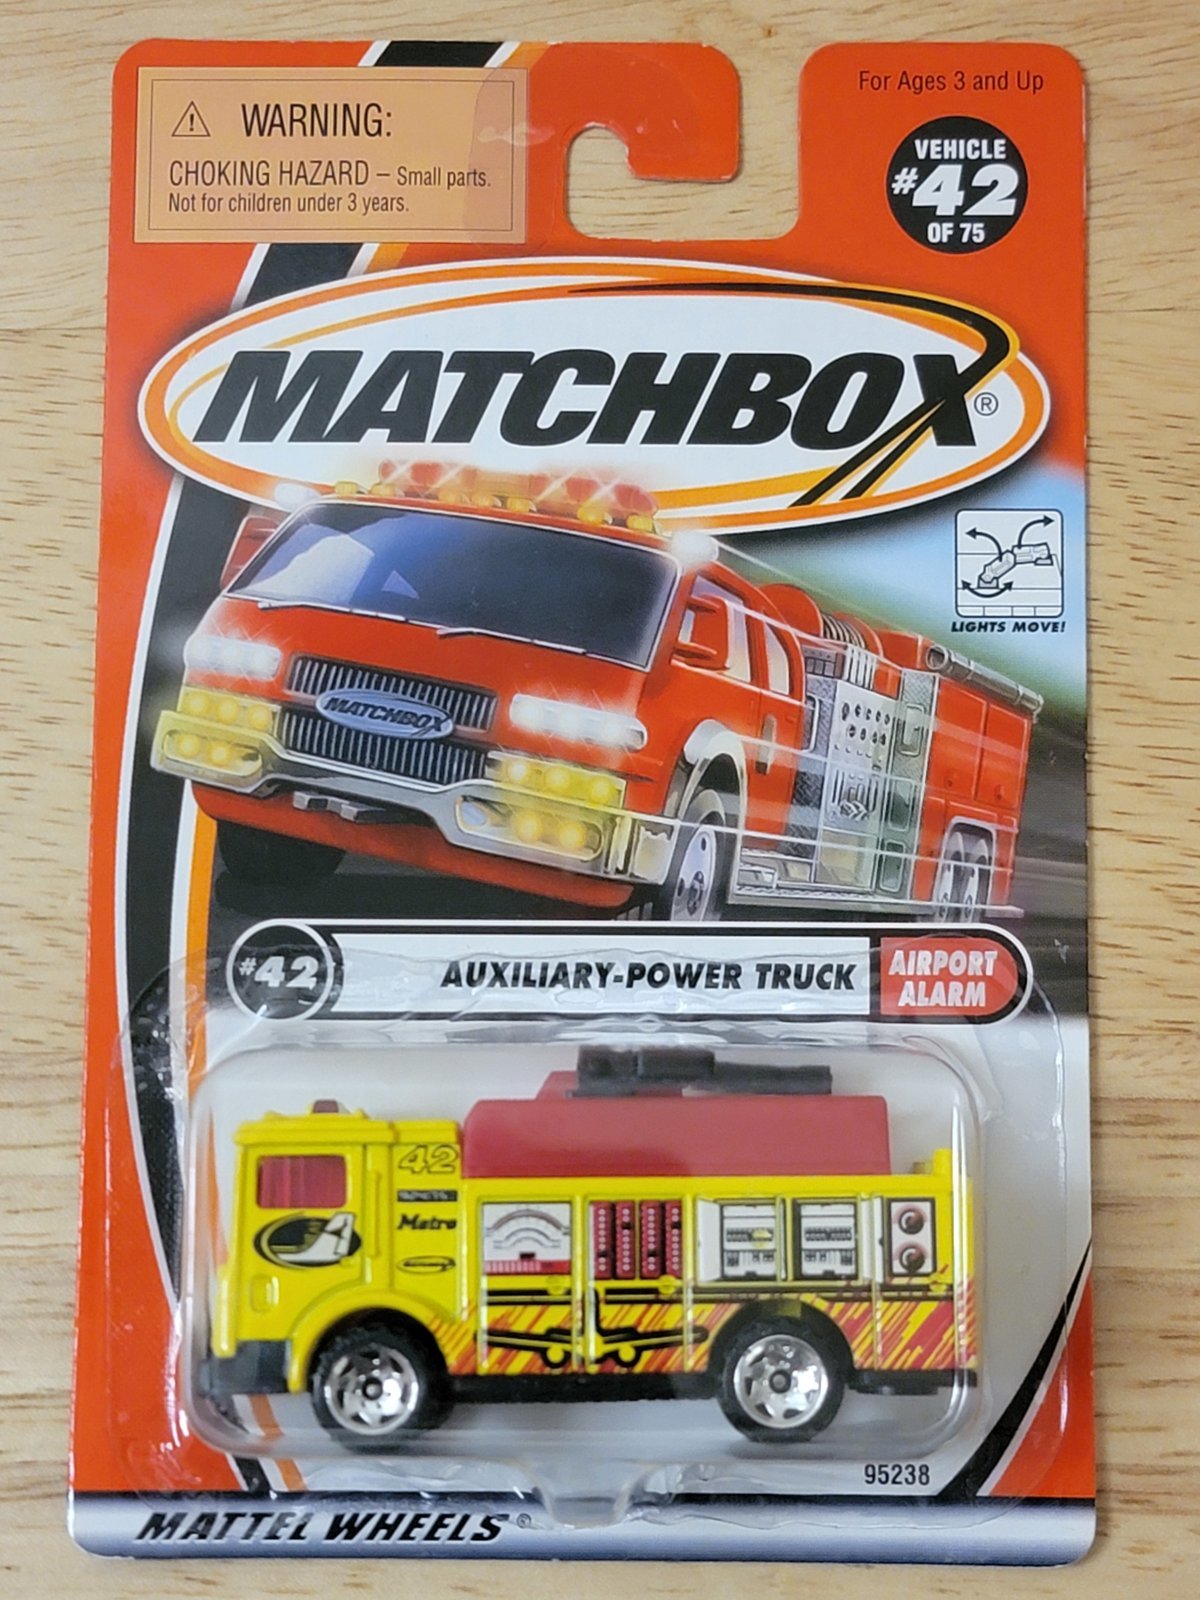 ⚠ WARNING:
CHOKING HAZARD – Small parts.
Not for children under 3 years.
For Ages 3 and Up
VEHICLE
#42
OF 75
MATCHBOX®
LIGHTS MOVE!
MATCHBOX
#42 AUXILIARY-POWER TRUCK AIRPORT
ALARM
42
Metro
95238
MATTEL WHEELS®